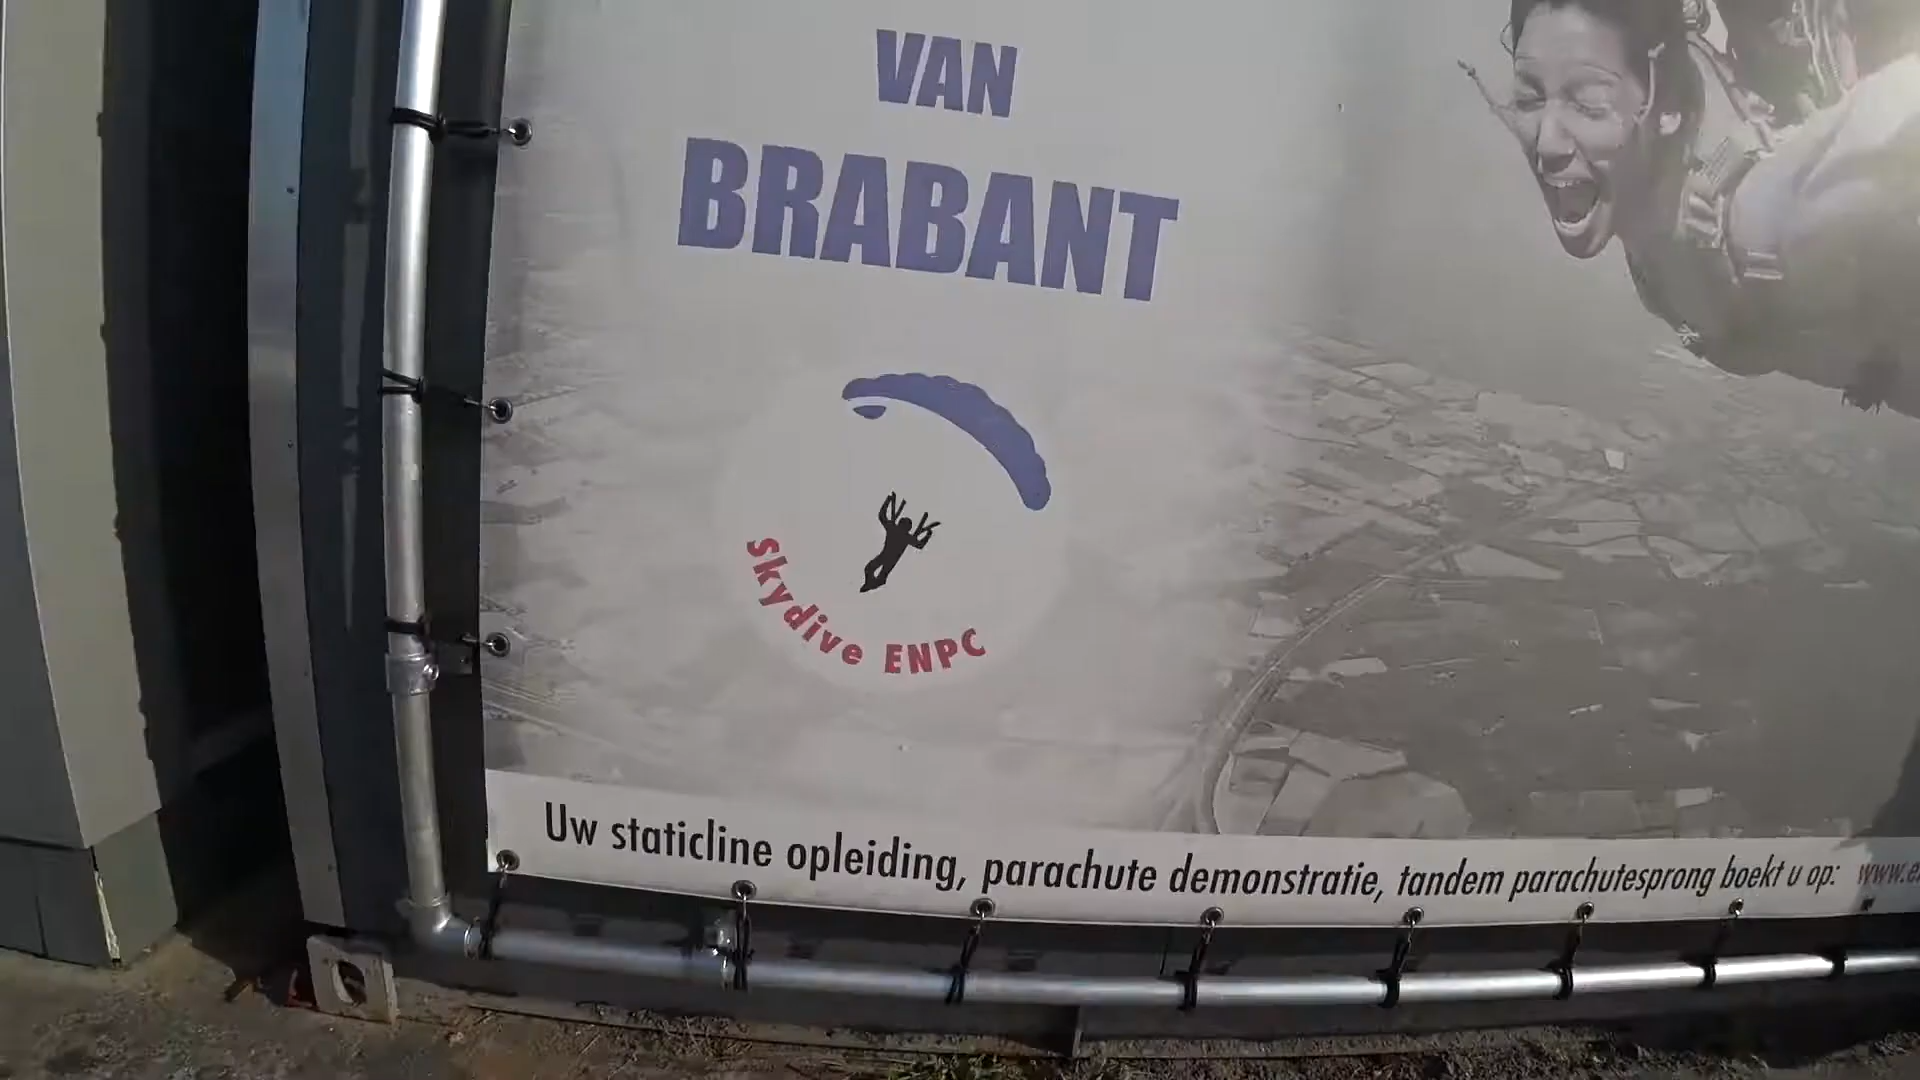 VAN
BRABANT
Skydive ENPC
Uw staticline opleiding, parachute demonstratie, tandem parachutesprong boekt u op: